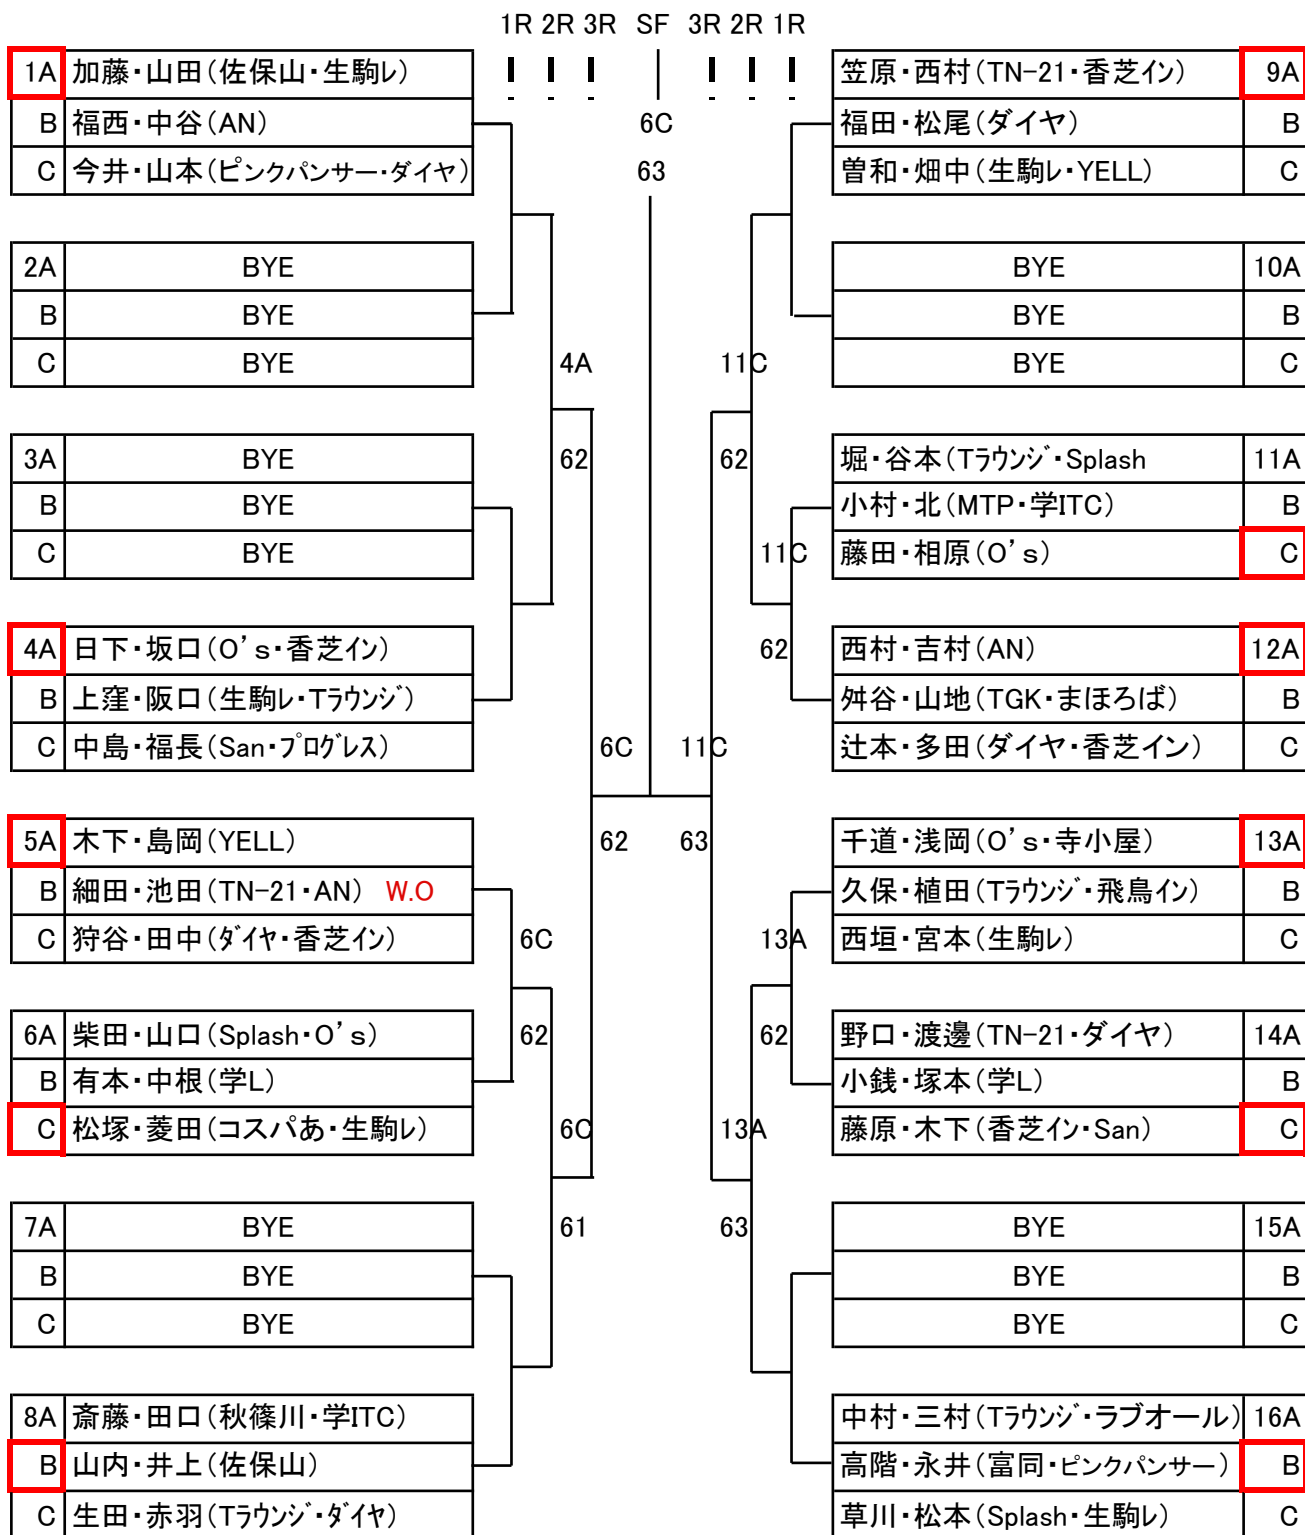 1R 2R 3R SF 3R 2R 1R
1A 加藤・山田(佐保山・生駒レ) 笠原・西村(TN-21・香芝イン) 9A
B 福西・中谷(AN) 6C 福田・松尾(ダイヤ) B
C 今井・山本(ピンクパンサー・ダイヤ) 63 曽和・畑中(生駒レ・YELL) C
2A BYE BYE 10A
B BYE BYE B
C BYE 4A 11C BYE C
3A BYE 62 62 堀・谷本(Tラウンジ・Splash 11A
B BYE 小村・北(MTP・学ITC) B
C BYE 11C 藤田・相原(O's) C
4A 日下・坂口(O's・香芝イン) 62 西村・吉村(AN) 12A
B 上窪・阪口(生駒レ・Tラウンジ) 舛谷・山地(TGK・まほろば) B
C 中島・福長(San・プログレス) 6C 11C 辻本・多田(ダイヤ・香芝イン) C
5A 木下・島岡(YELL) 62 63 千道・浅岡(O's・寺小屋) 13A
B 細田・池田(TN-21・AN) W.O 久保・植田(Tラウンジ・飛鳥イン) B
C 狩谷・田中(ダイヤ・香芝イン) 6C 13A 西垣・宮本(生駒レ) C
6A 柴田・山口(Splash・O's) 62 62 野口・渡邊(TN-21・ダイヤ) 14A
B 有本・中根(学L) 小銭・塚本(学L) B
C 松塚・菱田(コスパあ・生駒レ) 6C 13A 藤原・木下(香芝イン・San) C
7A BYE 61 63 BYE 15A
B BYE BYE B
C BYE BYE C
8A 斎藤・田口(秋篠川・学ITC) 中村・三村(Tラウンジ・ラブオール) 16A
B 山内・井上(佐保山) 高階・永井(富同・ピンクパンサー) B
C 生田・赤羽(Tラウンジ・ダイヤ) 草川・松本(Splash・生駒レ) C